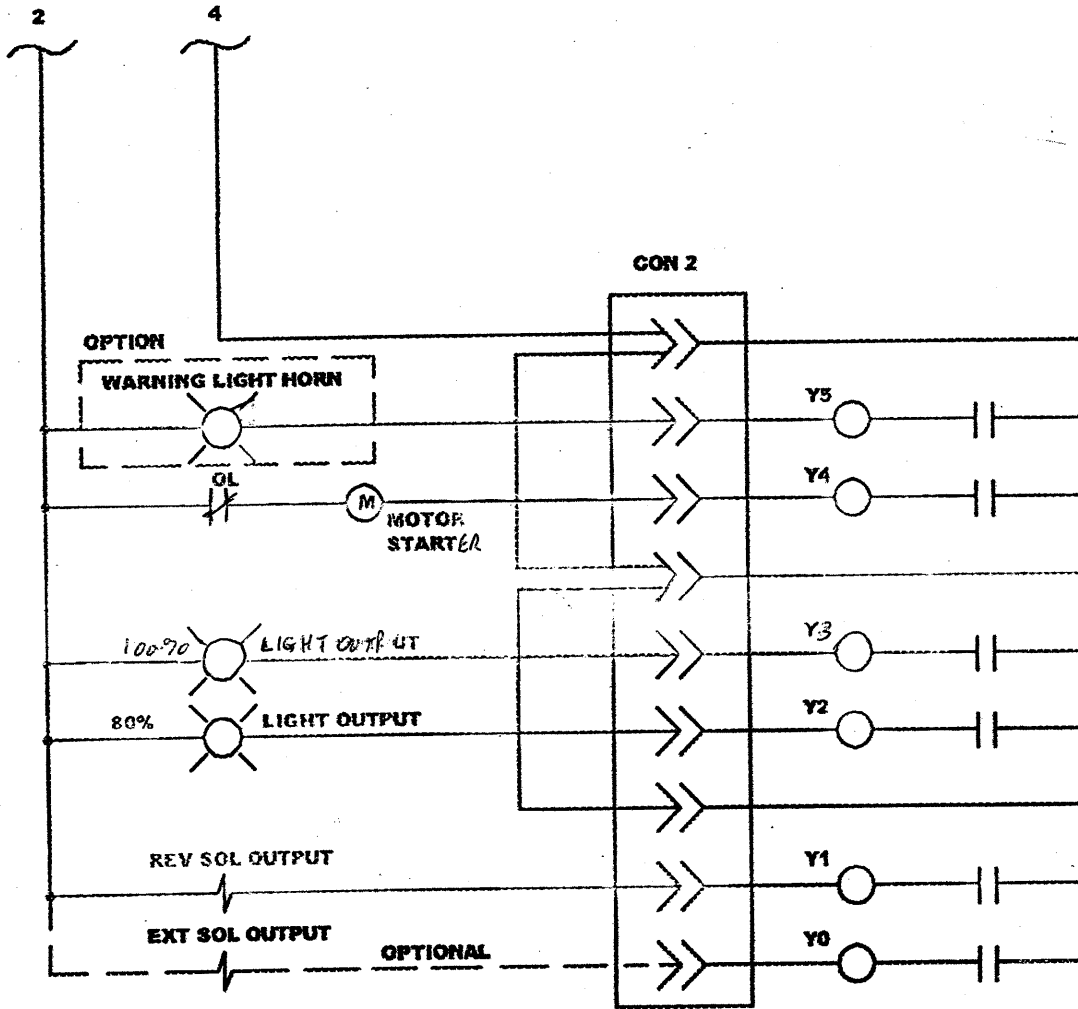 2 4
CON 2
OPTION
WARNING LIGHT HORN
Y5
OL
Y4
M
MOTOR
STARTER
Y3
LIGHT OUTPUT
80%
LIGHT OUTPUT
Y2
REV SOL OUTPUT
Y1
EXT SOL OUTPUT
OPTIONAL
Y0